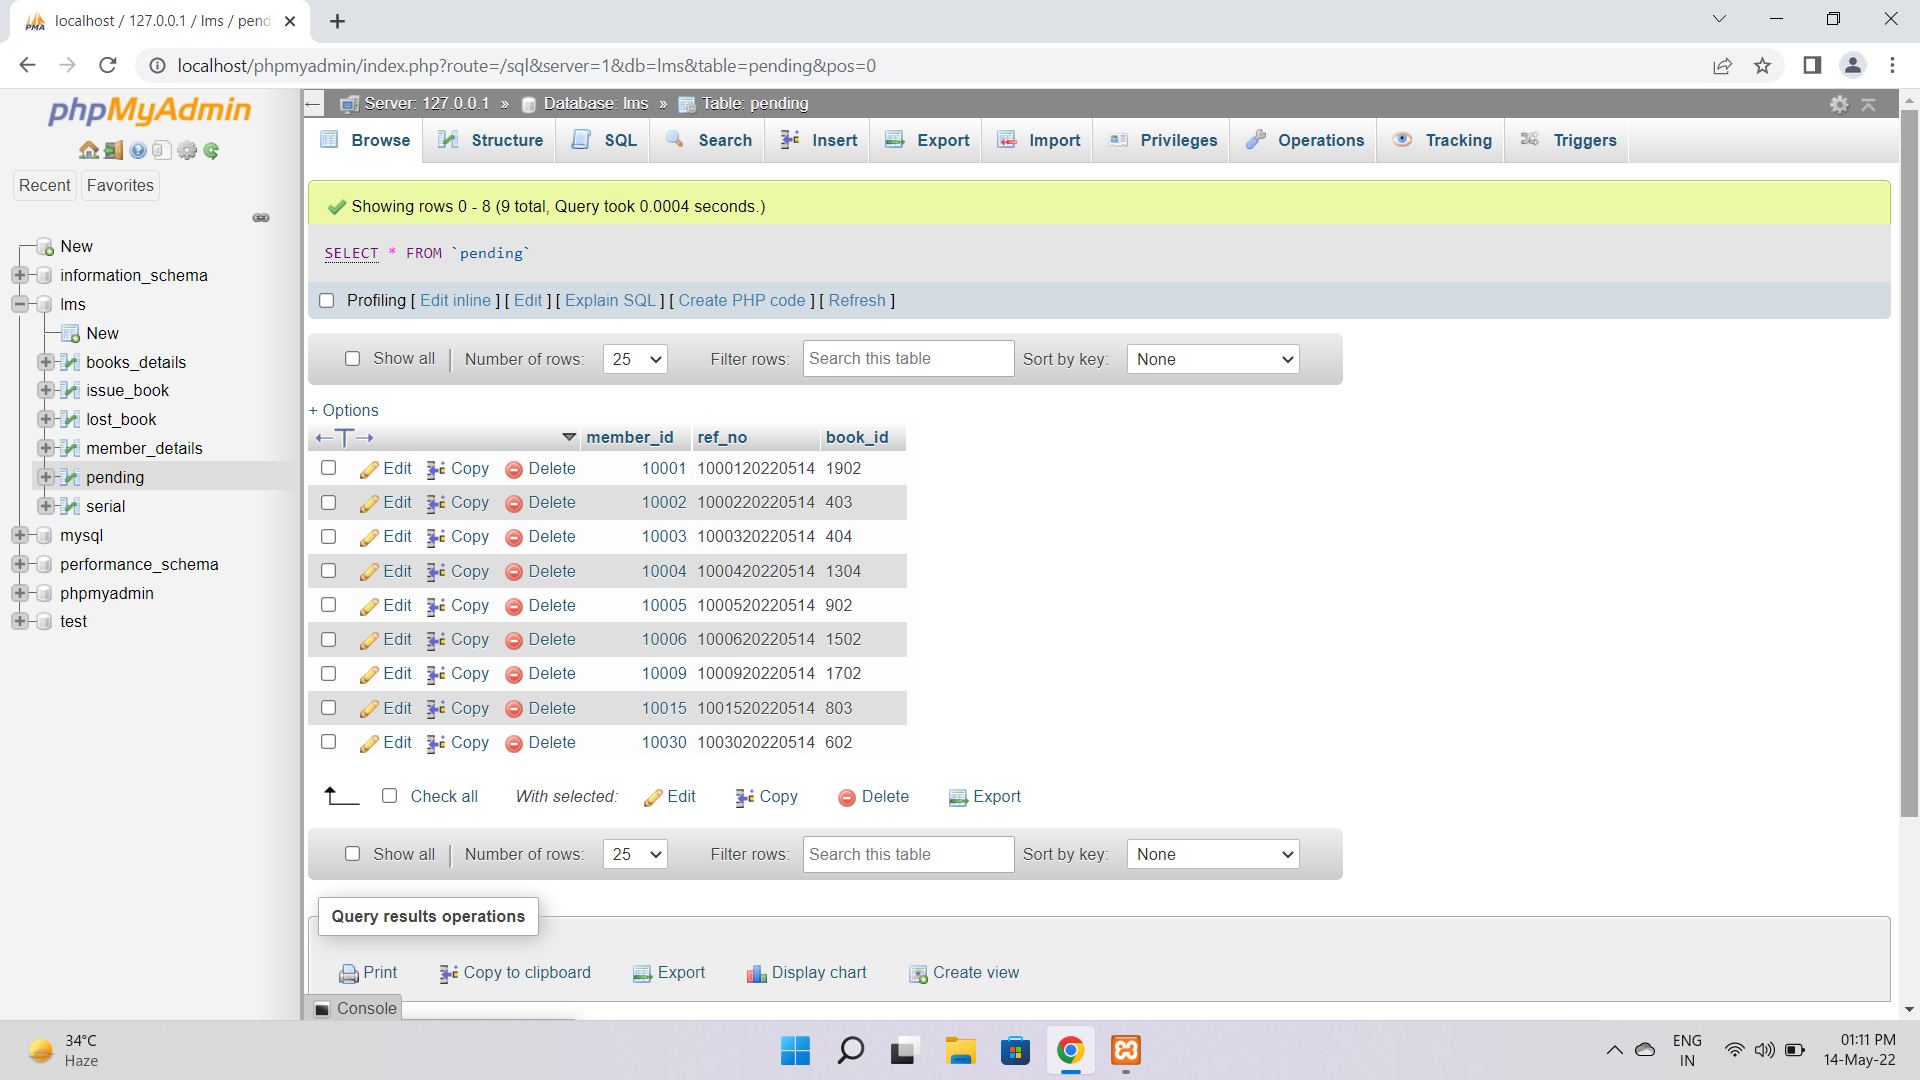 localhost / 127.0.0.1 / lms / pend
localhost/phpmyadmin/index.php?route=/sql&server=1&db=lms&table=pending&pos=0
phpMyAdmin
Recent Favorites
New
information_schema
lms
New
books_details
issue_book
lost_book
member_details
pending
serial
mysql
performance_schema
phpmyadmin
test
Server: 127.0.0.1 » Database: lms » Table: pending
Browse Structure SQL Search Insert Export Import Privileges Operations Tracking Triggers
Showing rows 0 - 8 (9 total, Query took 0.0004 seconds.)
SELECT * FROM `pending`
Profiling [ Edit inline ] [ Edit ] [ Explain SQL ] [ Create PHP code ] [ Refresh ]
Show all Number of rows: 25 Filter rows: Search this table Sort by key: None
+ Options
←T→ member_id ref_no book_id
Edit Copy Delete 10001 1000120220514 1902
Edit Copy Delete 10002 1000220220514 403
Edit Copy Delete 10003 1000320220514 404
Edit Copy Delete 10004 1000420220514 1304
Edit Copy Delete 10005 1000520220514 902
Edit Copy Delete 10006 1000620220514 1502
Edit Copy Delete 10009 1000920220514 1702
Edit Copy Delete 10015 1001520220514 803
Edit Copy Delete 10030 1003020220514 602
Check all With selected: Edit Copy Delete Export
Show all Number of rows: 25 Filter rows: Search this table Sort by key: None
Query results operations
Print Copy to clipboard Export Display chart Create view
Console
34°C
Haze
ENG
IN
01:11 PM
14-May-22